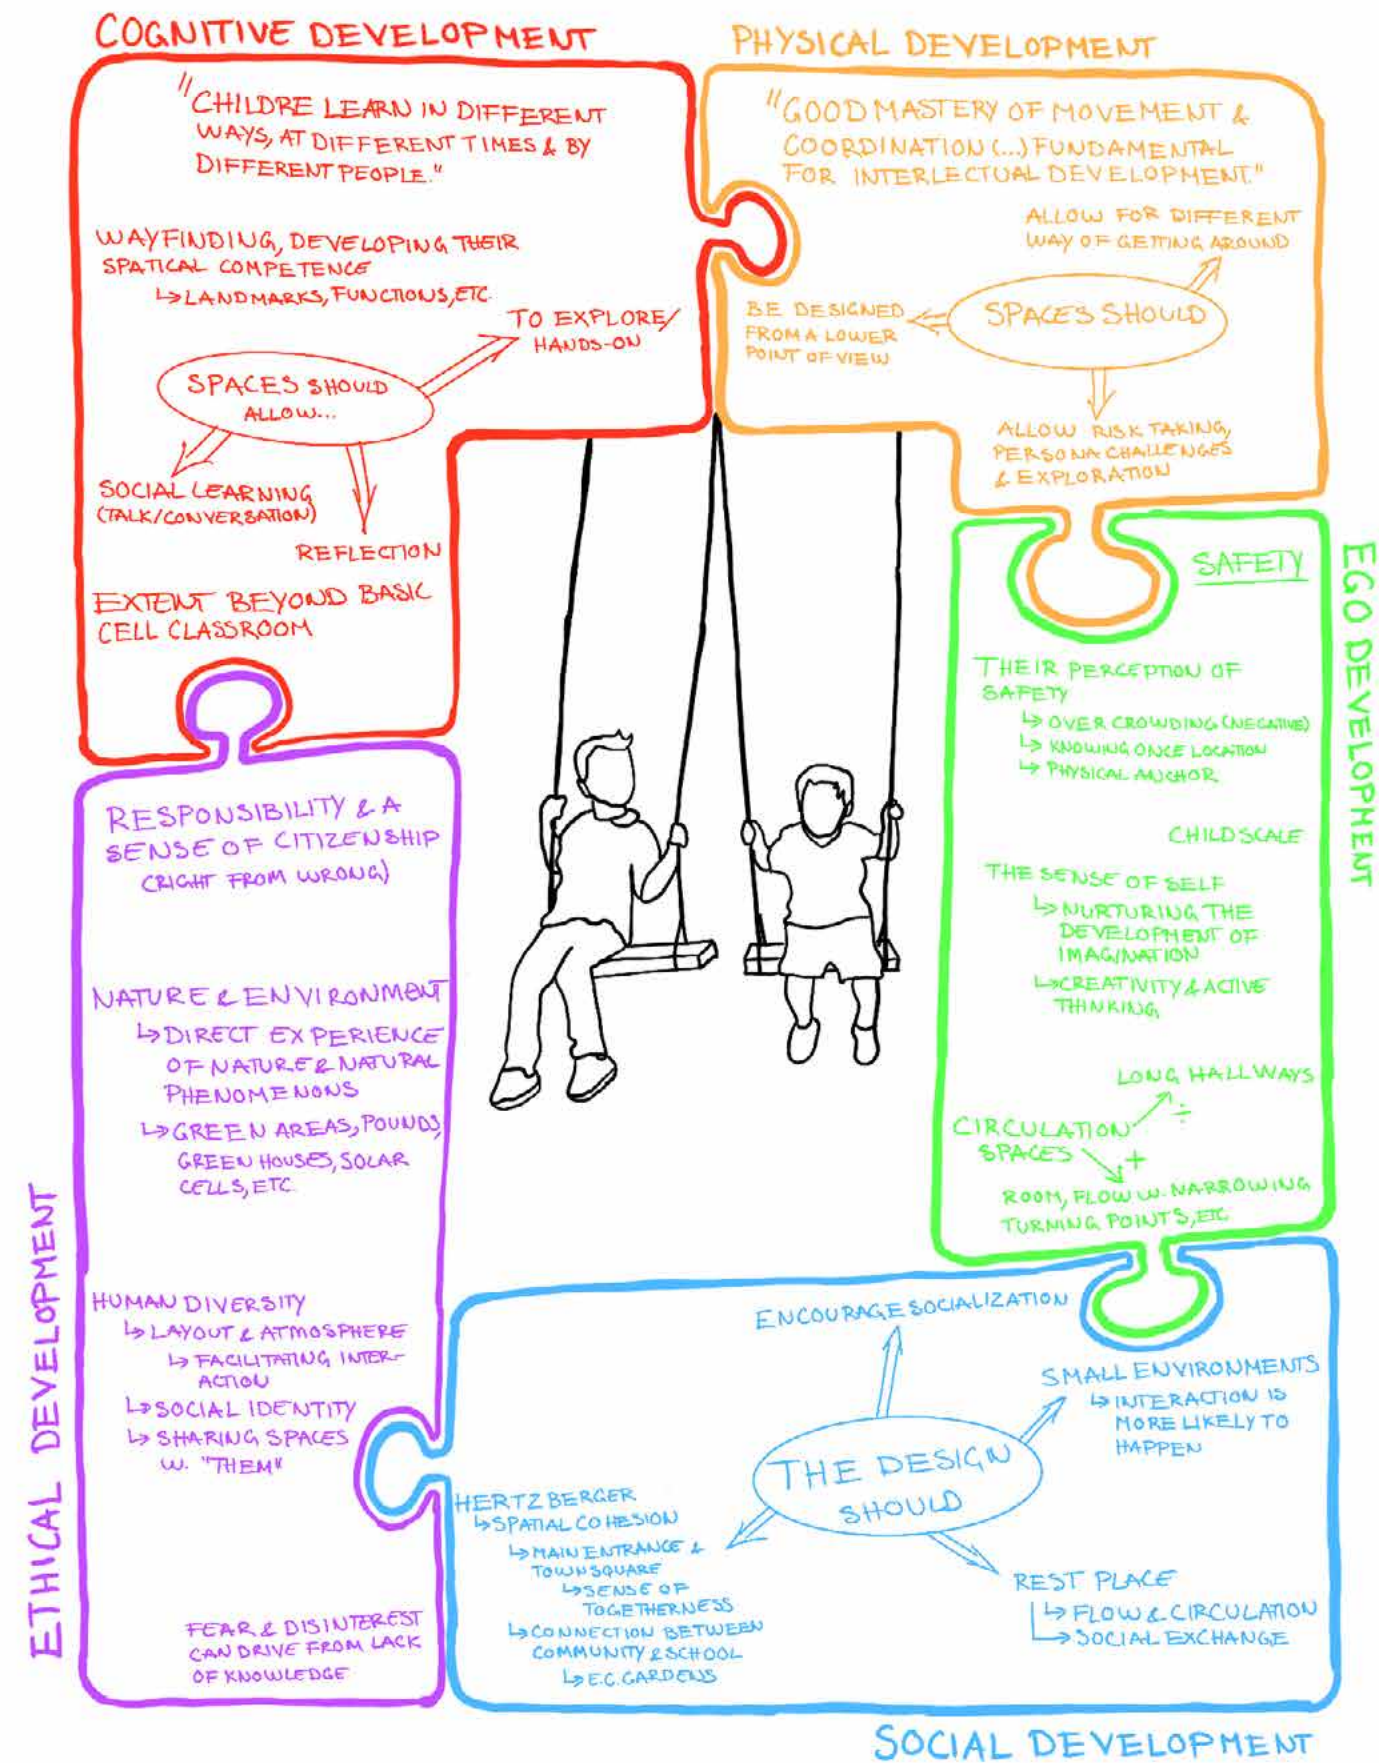 COGNITIVE DEVELOPMENT
"CHILDRE LEARN IN DIFFERENT
WAYS, AT DIFFERENT TIMES & BY
DIFFERENT PEOPLE."
WAYFINDING, DEVELOPING THEIR
SPATICAL COMPETENCE
↳ LANDMARKS, FUNCTIONS, ETC.
TO EXPLORE/
HANDS-ON
SPACES SHOULD
ALLOW...
SOCIAL LEARNING
(TALK/CONVERSATION)
REFLECTION
EXTENT BEYOND BASIC
CELL CLASSROOM
PHYSICAL DEVELOPMENT
"GOOD MASTERY OF MOVEMENT &
COORDINATION (...) FUNDAMENTAL
FOR INTERLECTUAL DEVELOPMENT."
ALLOW FOR DIFFERENT
WAY OF GETTING AROUND
SPACES SHOULD
BE DESIGNED
FROM A LOWER
POINT OF VIEW
ALLOW RISK TAKING,
PERSONA CHALLENGES
& EXPLORATION
EGO DEVELOPMENT
SAFETY
THEIR PERCEPTION OF
SAFETY
↳ OVER CROWDING (NEGATIVE)
↳ KNOWING ONCE LOCATION
↳ PHYSICAL ANCHOR
CHILD SCALE
THE SENSE OF SELF
↳ NURTURING THE
DEVELOPMENT OF
IMAGINATION
↳ CREATIVITY & ACTIVE
THINKING
LONG HALLWAYS
÷
CIRCULATION
SPACES
+
ROOM, FLOW W. NARROWING
TURNING POINTS, ETC.
ETHICAL DEVELOPMENT
RESPONSIBILITY & A
SENSE OF CITIZENSHIP
(RIGHT FROM WRONG)
NATURE & ENVIRONMENT
↳ DIRECT EXPERIENCE
OF NATURE & NATURAL
PHENOMENONS
↳ GREEN AREAS, POUNDS,
GREEN HOUSES, SOLAR
CELLS, ETC.
HUMAN DIVERSITY
↳ LAYOUT & ATMOSPHERE
↳ FACILITATING INTER-
ACTION
↳ SOCIAL IDENTITY
↳ SHARING SPACES
W. "THEM"
FEAR & DISINTEREST
CAN DRIVE FROM LACK
OF KNOWLEDGE
ENCOURAGE SOCIALIZATION
SMALL ENVIRONMENTS
↳ INTERACTION IS
MORE LIKELY TO
HAPPEN
THE DESIGN
SHOULD
HERTZBERGER
↳ SPATIAL COHESION
↳ MAIN ENTRANCE &
TOWNSQUARE
↳ SENSE OF
TOGETHERNESS
↳ CONNECTION BETWEEN
COMMUNITY & SCHOOL
↳ E.C. GARDENS
REST PLACE
↳ FLOW & CIRCULATION
↳ SOCIAL EXCHANGE
SOCIAL DEVELOPMENT